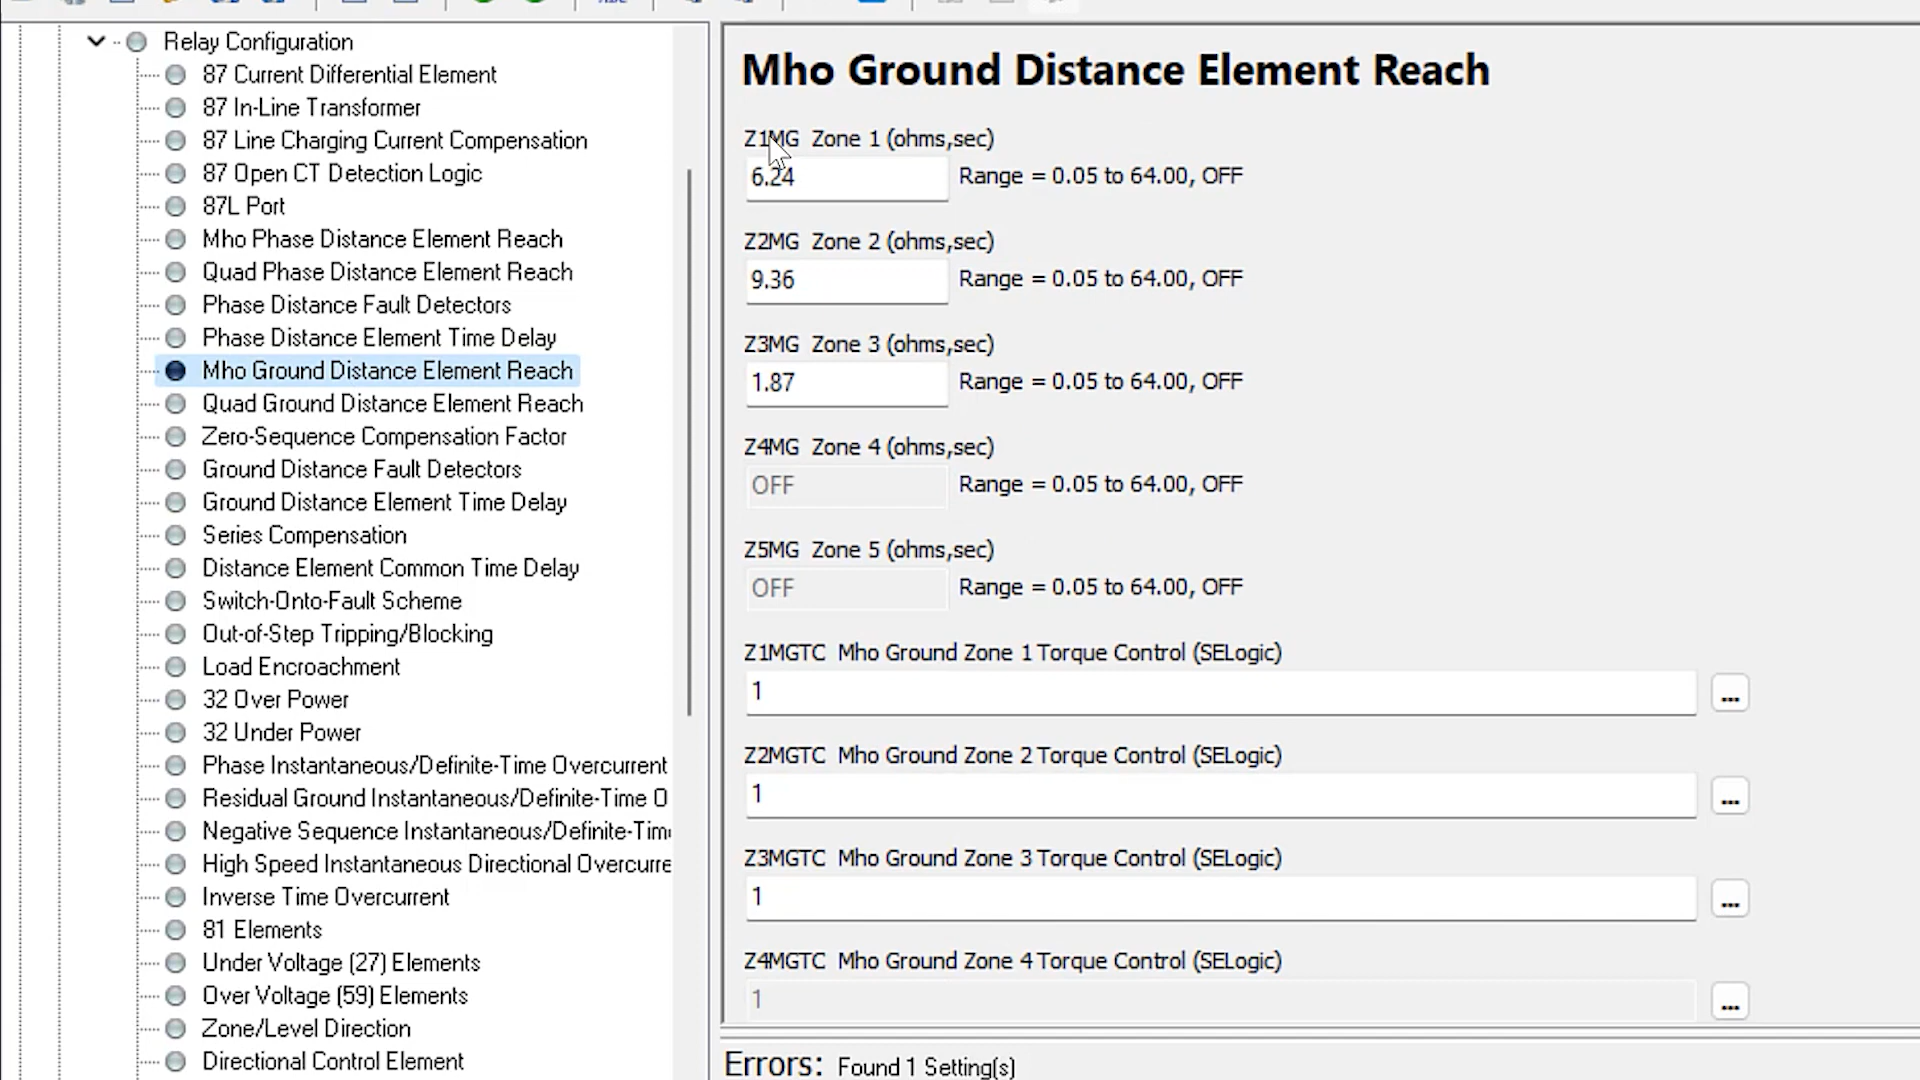 Relay Configuration
87 Current Differential Element
87 In-Line Transformer
87 Line Charging Current Compensation
87 Open CT Detection Logic
87L Port
Mho Phase Distance Element Reach
Quad Phase Distance Element Reach
Phase Distance Fault Detectors
Phase Distance Element Time Delay
Mho Ground Distance Element Reach
Quad Ground Distance Element Reach
Zero-Sequence Compensation Factor
Ground Distance Fault Detectors
Ground Distance Element Time Delay
Series Compensation
Distance Element Common Time Delay
Switch-Onto-Fault Scheme
Out-of-Step Tripping/Blocking
Load Encroachment
32 Over Power
32 Under Power
Phase Instantaneous/Definite-Time Overcurrent
Residual Ground Instantaneous/Definite-Time O
Negative Sequence Instantaneous/Definite-Tim
High Speed Instantaneous Directional Overcurre
Inverse Time Overcurrent
81 Elements
Under Voltage (27) Elements
Over Voltage (59) Elements
Zone/Level Direction
Directional Control Element
Mho Ground Distance Element Reach
Z1MG Zone 1 (ohms,sec)
6.24 Range = 0.05 to 64.00, OFF
Z2MG Zone 2 (ohms,sec)
9.36 Range = 0.05 to 64.00, OFF
Z3MG Zone 3 (ohms,sec)
1.87 Range = 0.05 to 64.00, OFF
Z4MG Zone 4 (ohms,sec)
OFF Range = 0.05 to 64.00, OFF
Z5MG Zone 5 (ohms,sec)
OFF Range = 0.05 to 64.00, OFF
Z1MGTC Mho Ground Zone 1 Torque Control (SELogic)
1 ...
Z2MGTC Mho Ground Zone 2 Torque Control (SELogic)
1 ...
Z3MGTC Mho Ground Zone 3 Torque Control (SELogic)
1 ...
Z4MGTC Mho Ground Zone 4 Torque Control (SELogic)
1 ...
Errors: Found 1 Setting(s)